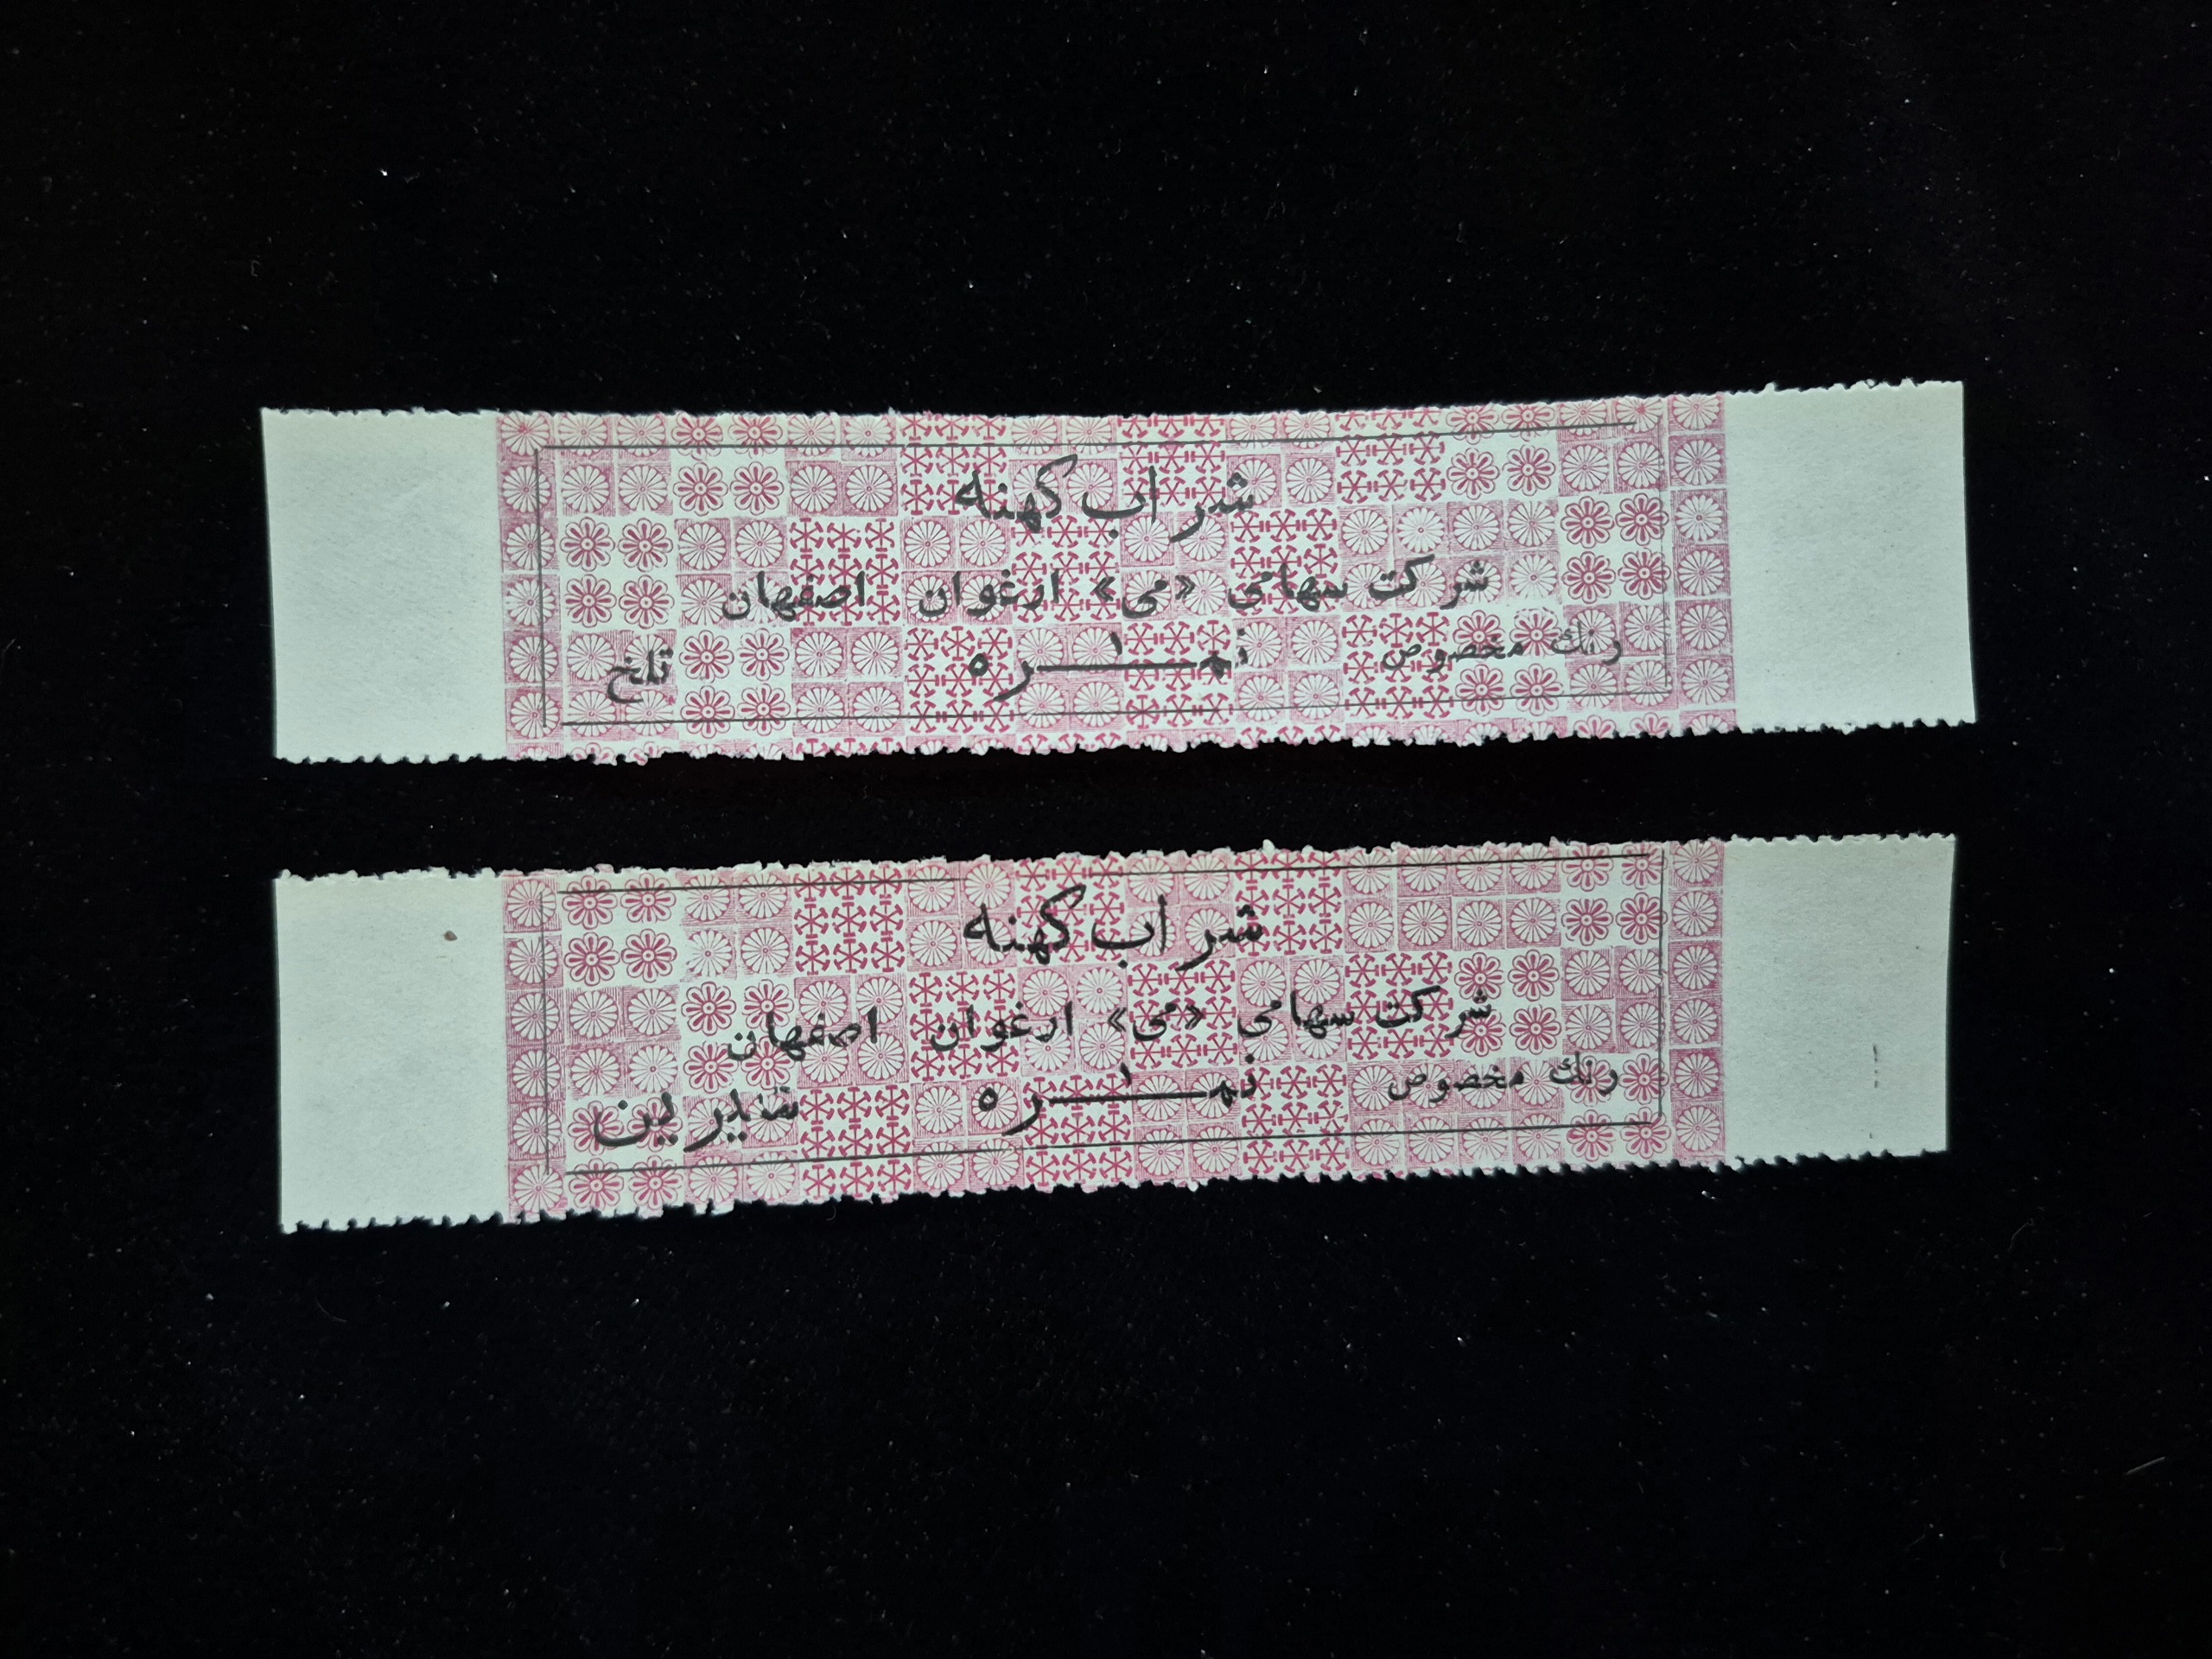 شراب کهنه
شرکت سهامی «می» ارغوان اصفهان
رنگ مخصوص نمره ۱ تلخ
شراب کهنه
شرکت سهامی «می» ارغوان اصفهان
رنگ مخصوص نمره ۱ شیرین